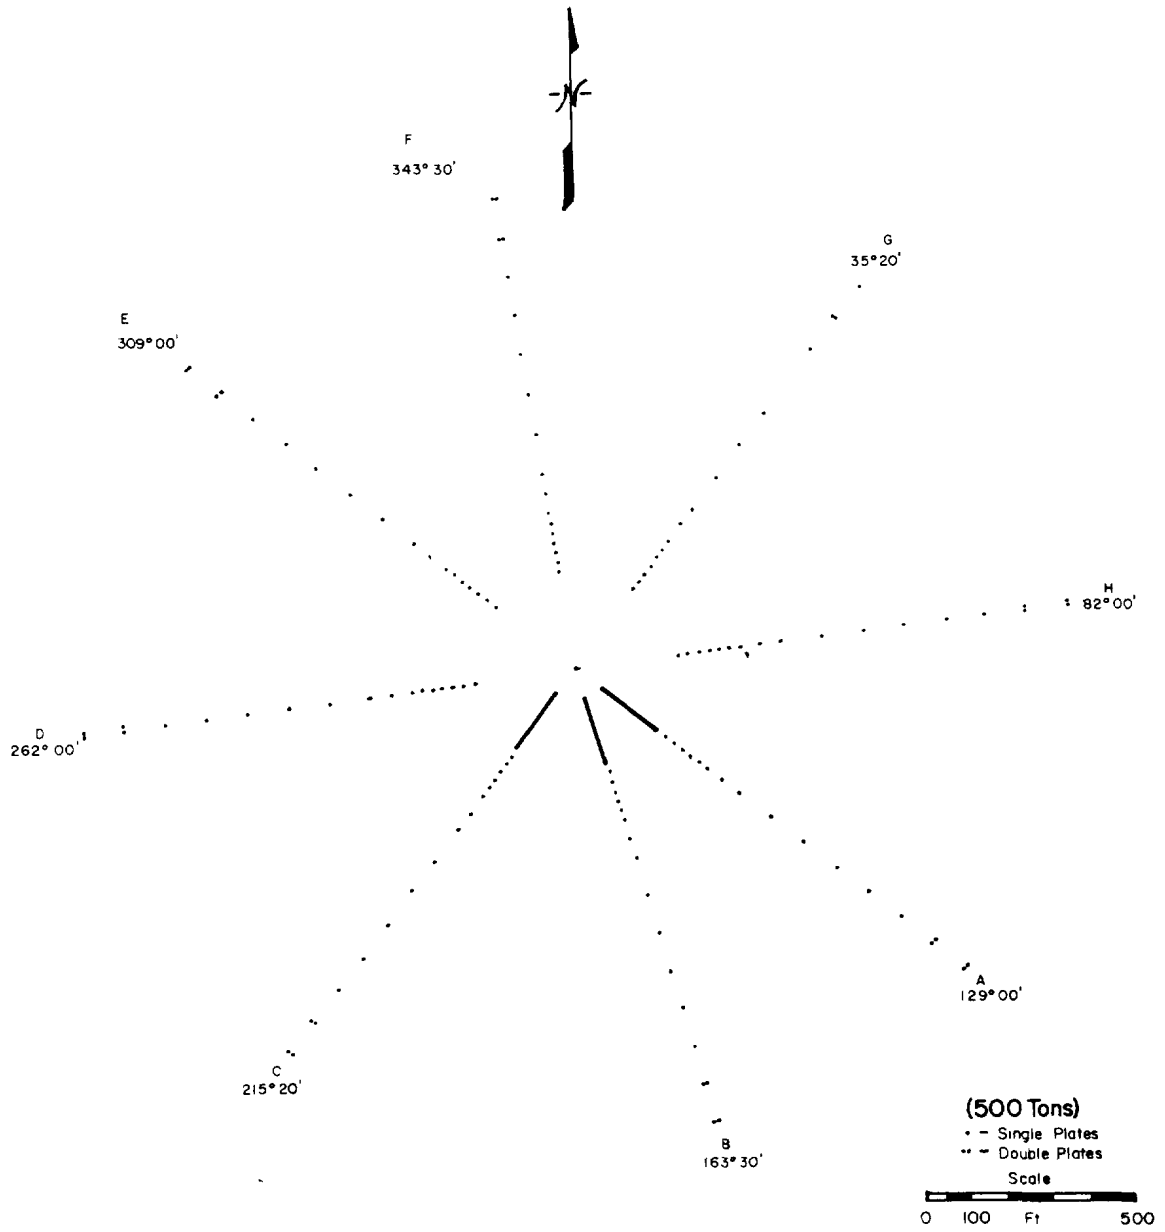 N
F
343° 30'
G
35° 20'
E
309° 00'
H
82° 00'
D
262° 00'
A
129° 00'
C
215° 20'
B
163° 30'
(500 Tons)
• – Single Plates
•• – Double Plates
Scale
0 100 Ft 500